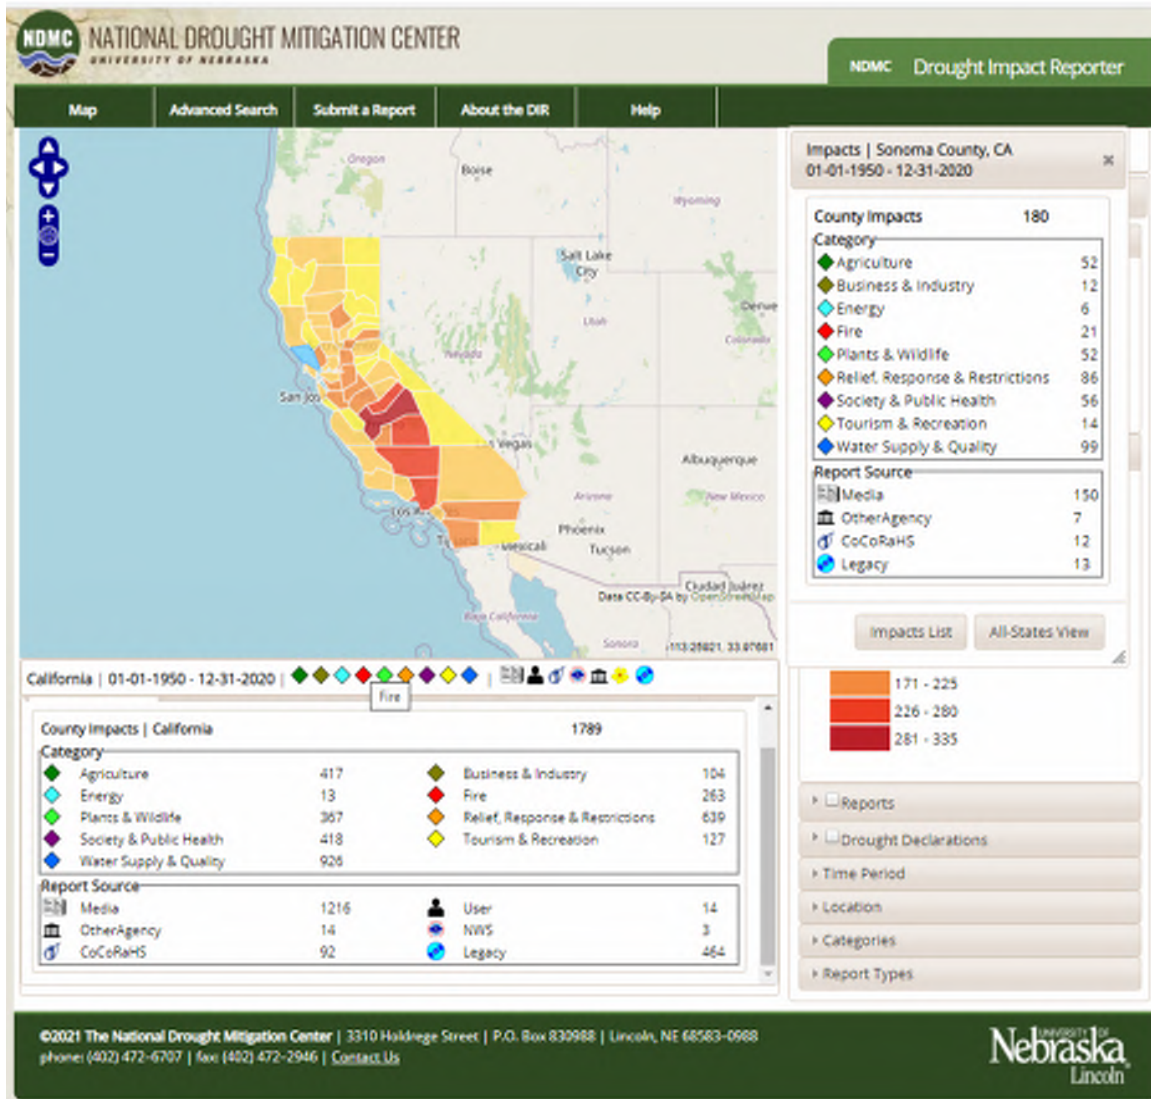 NDMC NATIONAL DROUGHT MITIGATION CENTER
UNIVERSITY OF NEBRASKA
NDMC Drought Impact Reporter
Map Advanced Search Submit a Report About the DIR Help
Oregon
Boise
Wyoming
Salt Lake
City
Denve
Utah
Colorado
Nevada
San Jos
s Vegas
Albuquerque
Arizona
New Mexico
Los
Phoenix
Mexicali
Tucson
Ciudad Juárez
Data CC-By-SA by OpenStreetMap
Baja California
Sonora
-113.25821, 33.97681
Impacts | Sonoma County, CA
01-01-1950 - 12-31-2020
County Impacts 180
Category
Agriculture 52
Business & Industry 12
Energy 6
Fire 21
Plants & Wildlife 52
Relief, Response & Restrictions 86
Society & Public Health 56
Tourism & Recreation 14
Water Supply & Quality 99
Report Source
Media 150
OtherAgency 7
CoCoRaHS 12
Legacy 13
Impacts List All-States View
171 - 225
226 - 280
281 - 335
Reports
Drought Declarations
Time Period
Location
Categories
Report Types
California | 01-01-1950 - 12-31-2020 | |
Fire
County Impacts | California 1789
Category
Agriculture 417 Business & Industry 104
Energy 13 Fire 263
Plants & Wildlife 367 Relief, Response & Restrictions 639
Society & Public Health 418 Tourism & Recreation 127
Water Supply & Quality 926
Report Source
Media 1216 User 14
OtherAgency 14 NWS 3
CoCoRaHS 92 Legacy 464
©2021 The National Drought Mitigation Center | 3310 Holdrege Street | P.O. Box 830988 | Lincoln, NE 68583-0988
phone: (402) 472-6707 | fax: (402) 472-2946 | Contact Us
UNIVERSITY OF
Nebraska
Lincoln